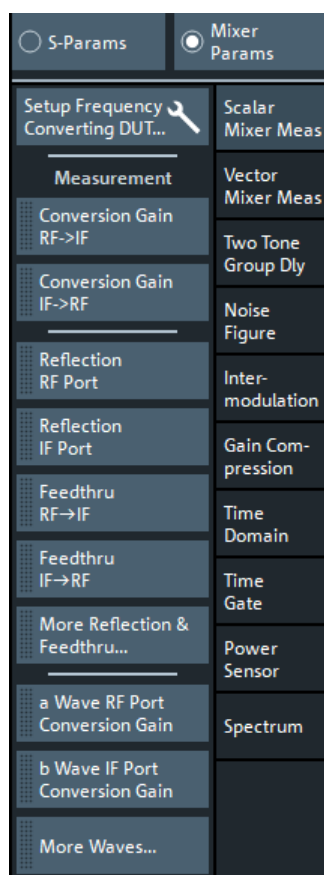 S-Params
Mixer
Params
Setup Frequency
Converting DUT...
Measurement
Conversion Gain
RF->IF
Conversion Gain
IF->RF
Reflection
RF Port
Reflection
IF Port
Feedthru
RF→IF
Feedthru
IF→RF
More Reflection &
Feedthru...
a Wave RF Port
Conversion Gain
b Wave IF Port
Conversion Gain
More Waves...
Scalar
Mixer Meas
Vector
Mixer Meas
Two Tone
Group Dly
Noise
Figure
Inter-
modulation
Gain Com-
pression
Time
Domain
Time
Gate
Power
Sensor
Spectrum